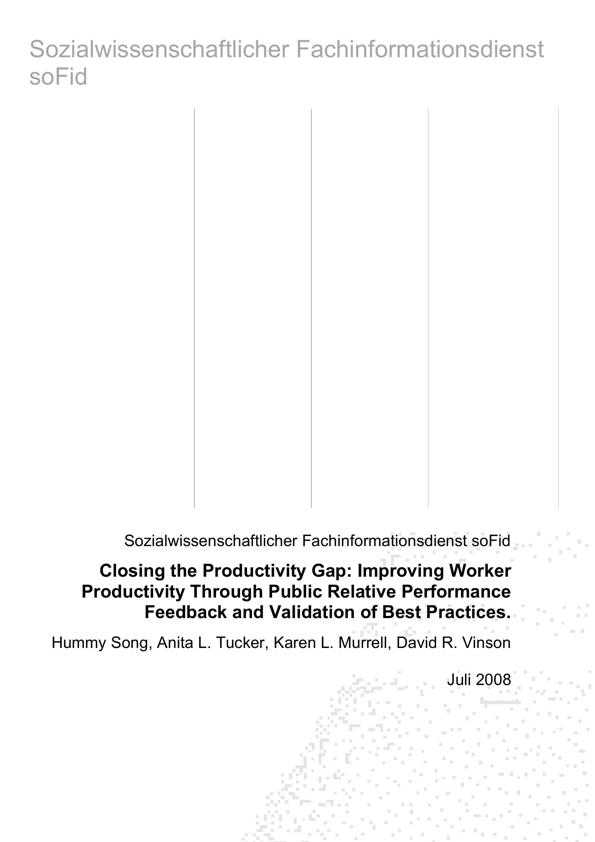 Sozialwissenschaftlicher Fachinformationsdienst
soFid
Sozialwissenschaftlicher Fachinformationsdienst soFid
Closing the Productivity Gap: Improving Worker
Productivity Through Public Relative Performance
Feedback and Validation of Best Practices.
Hummy Song, Anita L. Tucker, Karen L. Murrell, David R. Vinson
Juli 2008